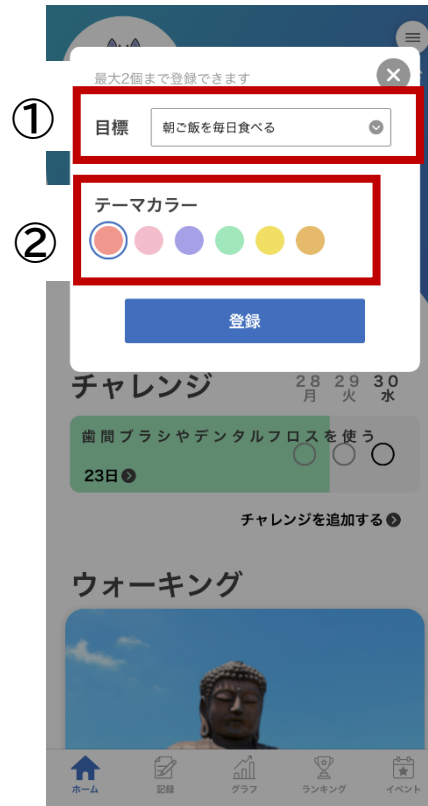 最大2個まで登録できます
①
目標
朝ご飯を毎日食べる
②
テーマカラー
登録
チャレンジ
28 29 30
月 火 水
歯間ブラシやデンタルフロスを使う
23日
チャレンジを追加する
ウォーキング
ホーム 記録 グラフ ランキング イベント